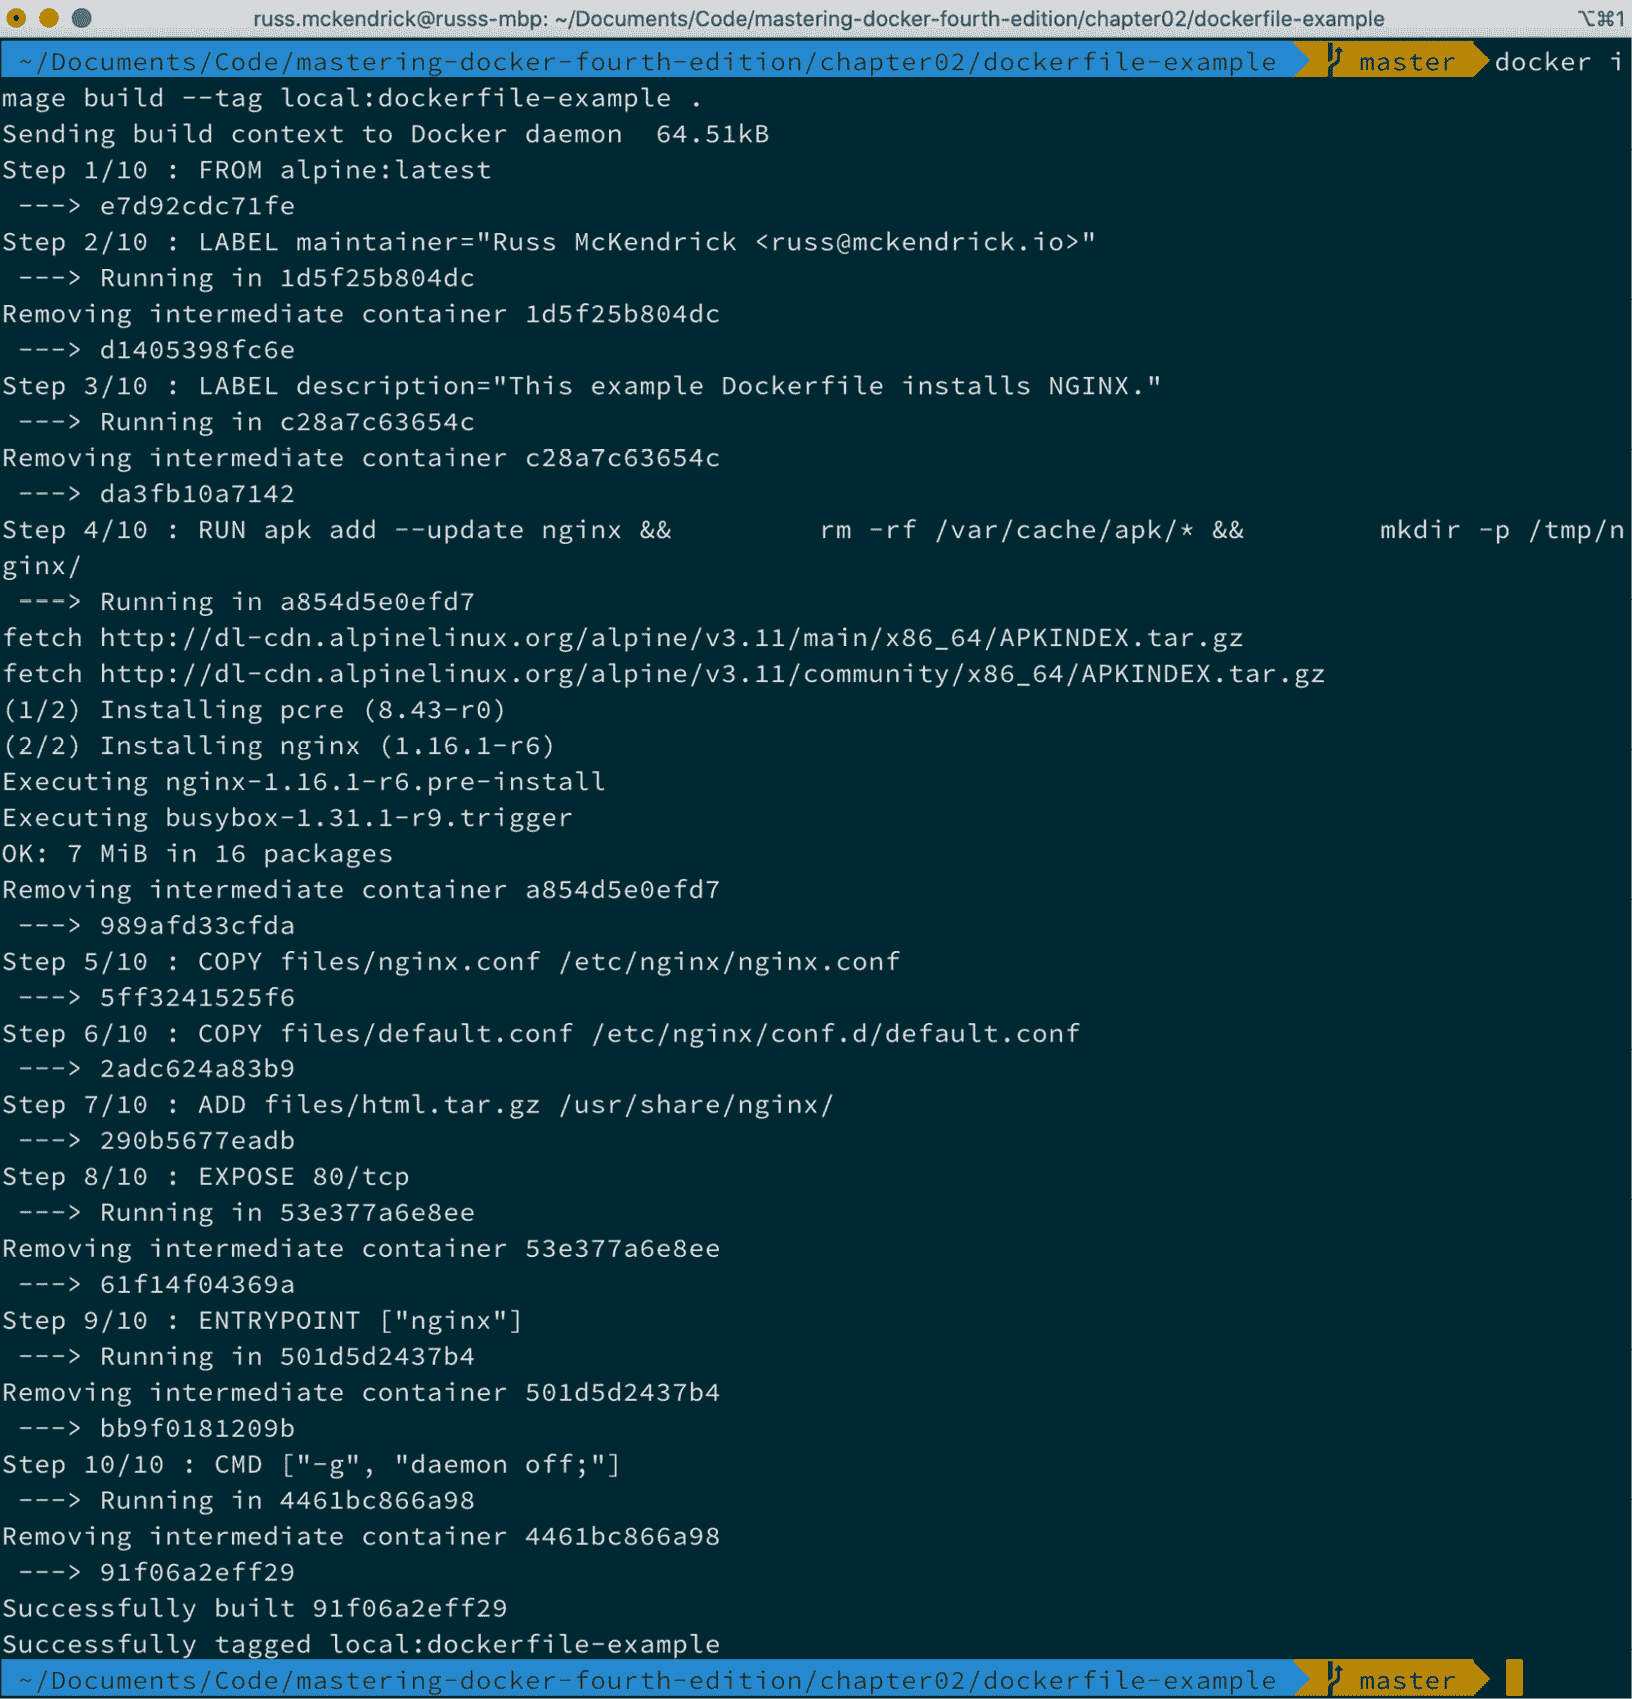 russ.mckendrick@russs-mbp: ~/Documents/Code/mastering-docker-fourth-edition/chapter02/dockerfile-example ⌥⌘1
~/Documents/Code/mastering-docker-fourth-edition/chapter02/dockerfile-example master docker i
mage build --tag local:dockerfile-example .
Sending build context to Docker daemon  64.51kB
Step 1/10 : FROM alpine:latest
 ---> e7d92cdc71fe
Step 2/10 : LABEL maintainer="Russ McKendrick <russ@mckendrick.io>"
 ---> Running in 1d5f25b804dc
Removing intermediate container 1d5f25b804dc
 ---> d1405398fc6e
Step 3/10 : LABEL description="This example Dockerfile installs NGINX."
 ---> Running in c28a7c63654c
Removing intermediate container c28a7c63654c
 ---> da3fb10a7142
Step 4/10 : RUN apk add --update nginx &&         rm -rf /var/cache/apk/* &&        mkdir -p /tmp/n
ginx/
 ---> Running in a854d5e0efd7
fetch http://dl-cdn.alpinelinux.org/alpine/v3.11/main/x86_64/APKINDEX.tar.gz
fetch http://dl-cdn.alpinelinux.org/alpine/v3.11/community/x86_64/APKINDEX.tar.gz
(1/2) Installing pcre (8.43-r0)
(2/2) Installing nginx (1.16.1-r6)
Executing nginx-1.16.1-r6.pre-install
Executing busybox-1.31.1-r9.trigger
OK: 7 MiB in 16 packages
Removing intermediate container a854d5e0efd7
 ---> 989afd33cfda
Step 5/10 : COPY files/nginx.conf /etc/nginx/nginx.conf
 ---> 5ff3241525f6
Step 6/10 : COPY files/default.conf /etc/nginx/conf.d/default.conf
 ---> 2adc624a83b9
Step 7/10 : ADD files/html.tar.gz /usr/share/nginx/
 ---> 290b5677eadb
Step 8/10 : EXPOSE 80/tcp
 ---> Running in 53e377a6e8ee
Removing intermediate container 53e377a6e8ee
 ---> 61f14f04369a
Step 9/10 : ENTRYPOINT ["nginx"]
 ---> Running in 501d5d2437b4
Removing intermediate container 501d5d2437b4
 ---> bb9f0181209b
Step 10/10 : CMD ["-g", "daemon off;"]
 ---> Running in 4461bc866a98
Removing intermediate container 4461bc866a98
 ---> 91f06a2eff29
Successfully built 91f06a2eff29
Successfully tagged local:dockerfile-example
~/Documents/Code/mastering-docker-fourth-edition/chapter02/dockerfile-example master